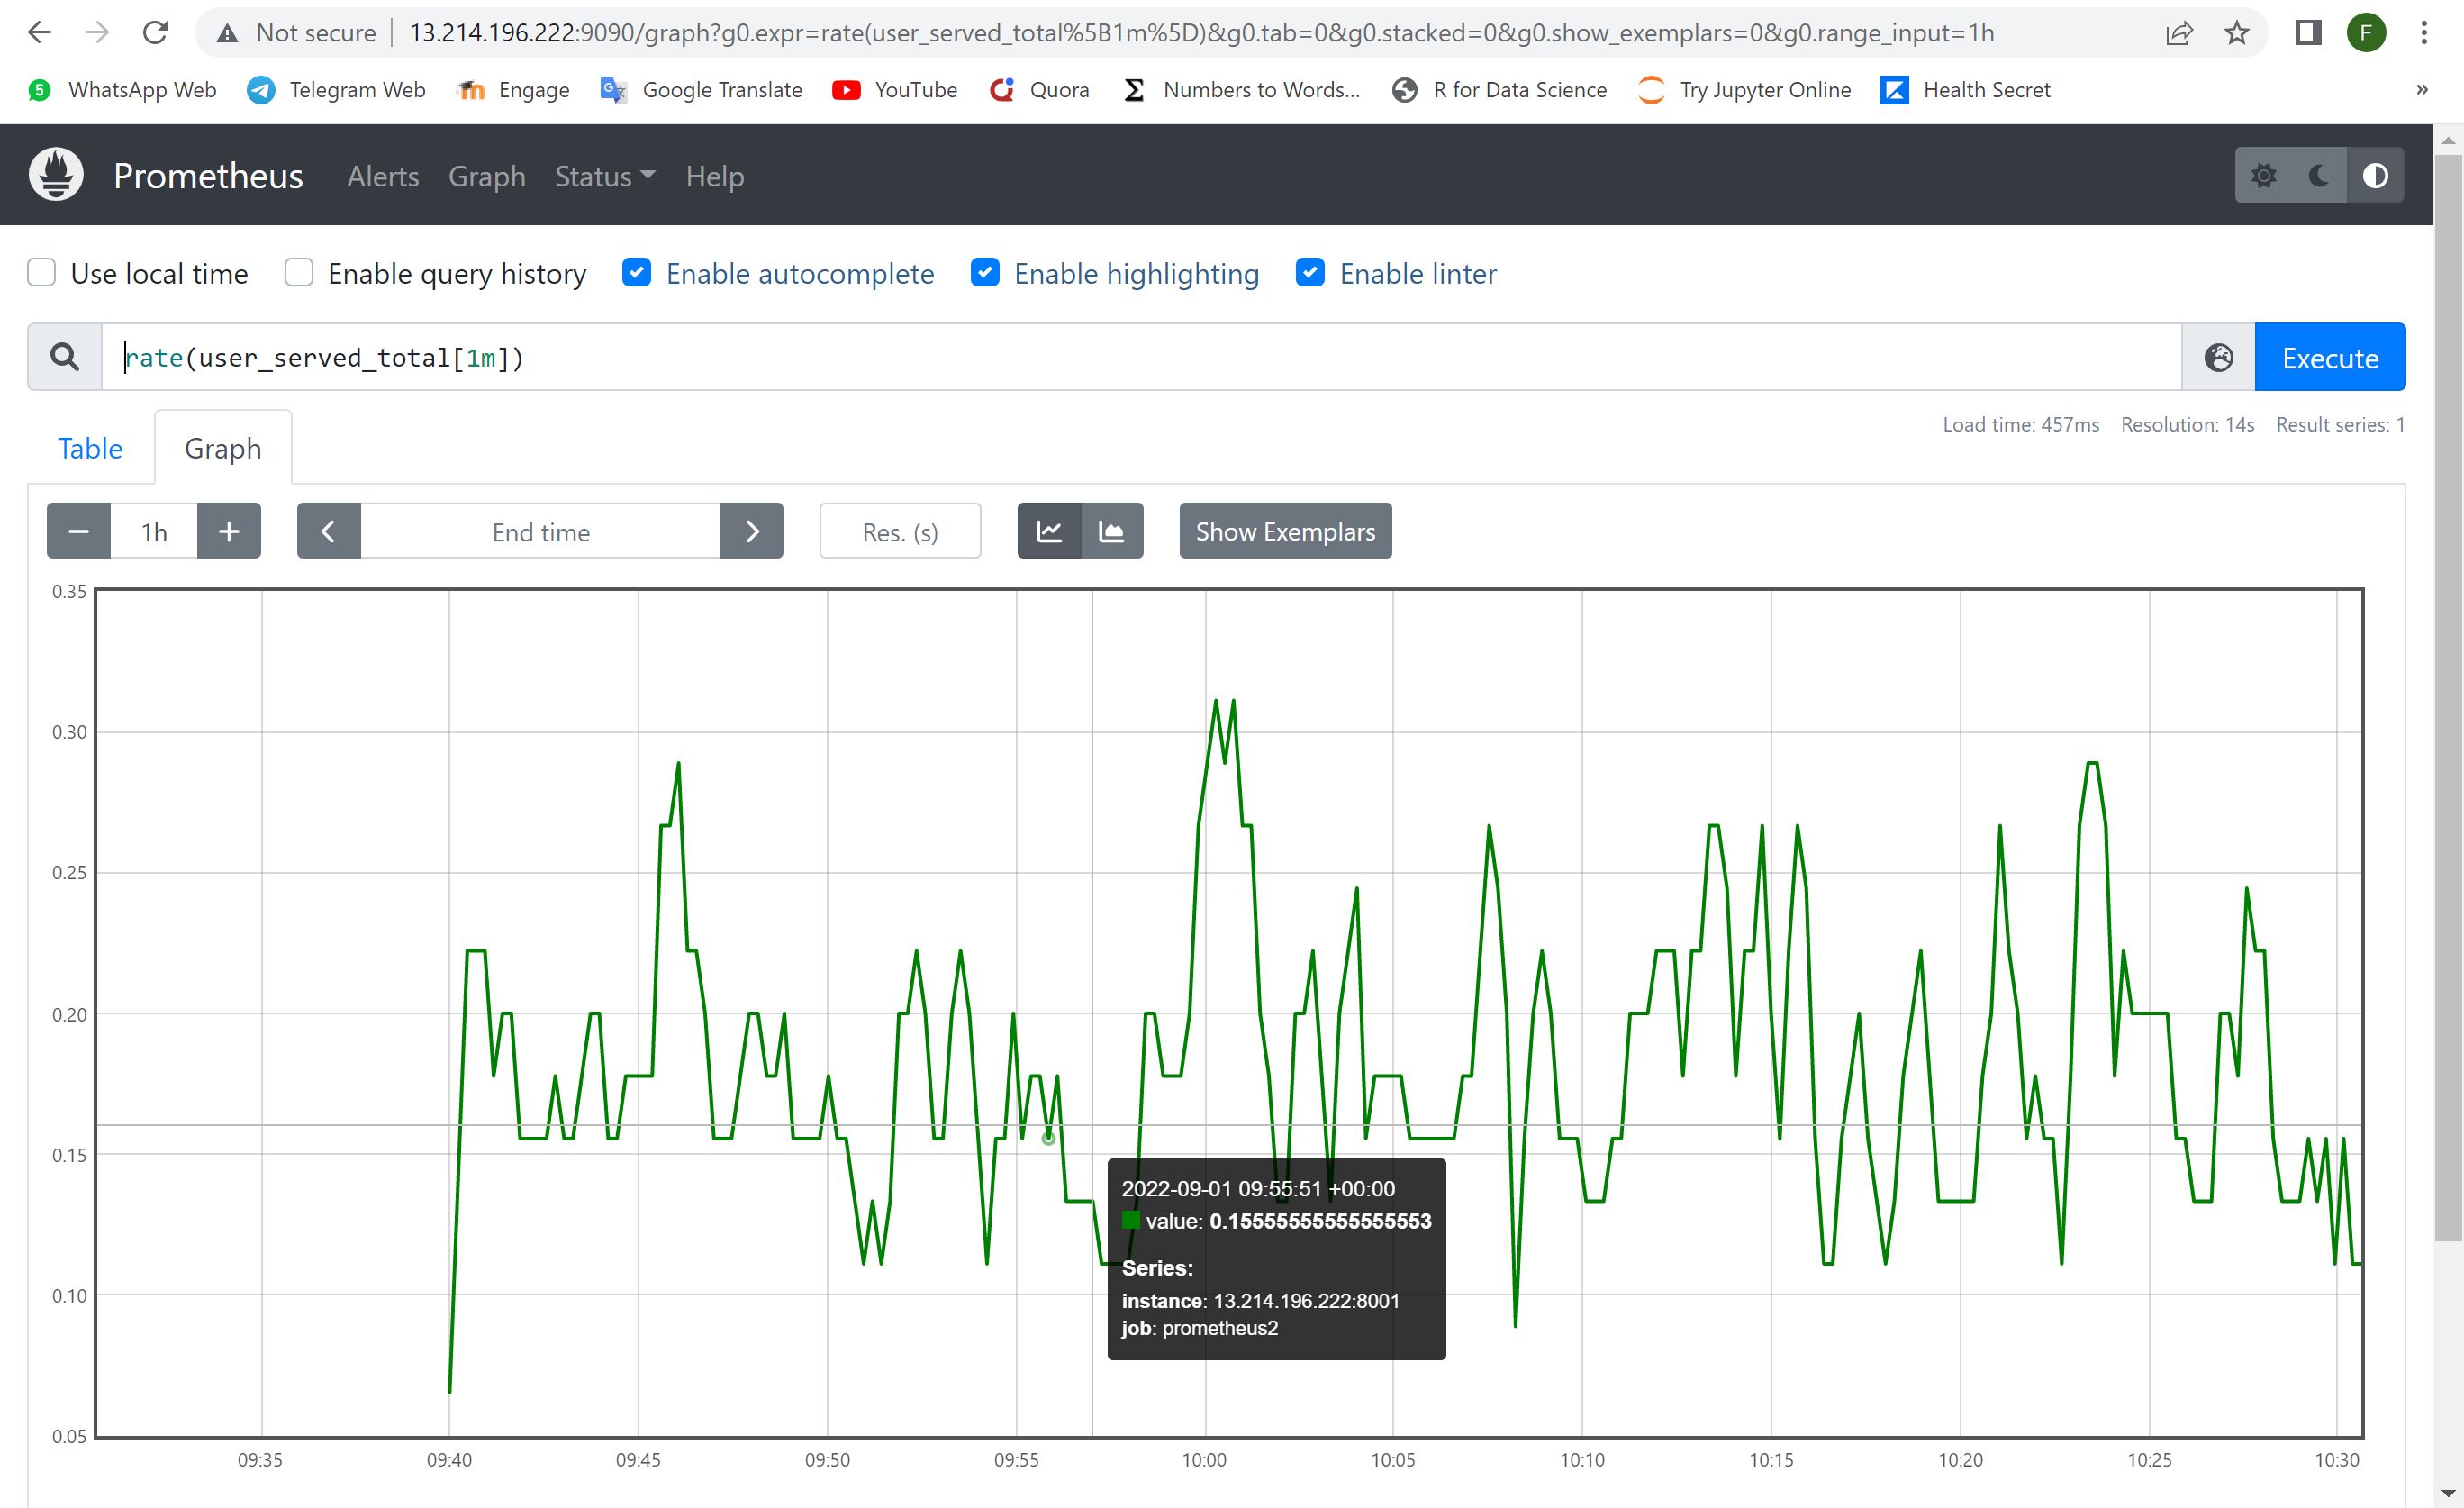 Not secure 13.214.196.222:9090/graph?g0.expr=rate(user_served_total%5B1m%5D)&g0.tab=0&g0.stacked=0&g0.show_exemplars=0&g0.range_input=1h F
5 WhatsApp Web Telegram Web Engage Google Translate YouTube Quora Numbers to Words... R for Data Science Try Jupyter Online Health Secret »
Prometheus Alerts Graph Status Help
Use local time Enable query history Enable autocomplete Enable highlighting Enable linter
rate(user_served_total[1m]) Execute
Load time: 457ms Resolution: 14s Result series: 1
Table Graph
− 1h + End time Res. (s) Show Exemplars
0.35
0.30
0.25
0.20
0.15
0.10
0.05
2022-09-01 09:55:51 +00:00
value: 0.15555555555555553
Series:
instance: 13.214.196.222:8001
job: prometheus2
09:35 09:40 09:45 09:50 09:55 10:00 10:05 10:10 10:15 10:20 10:25 10:30